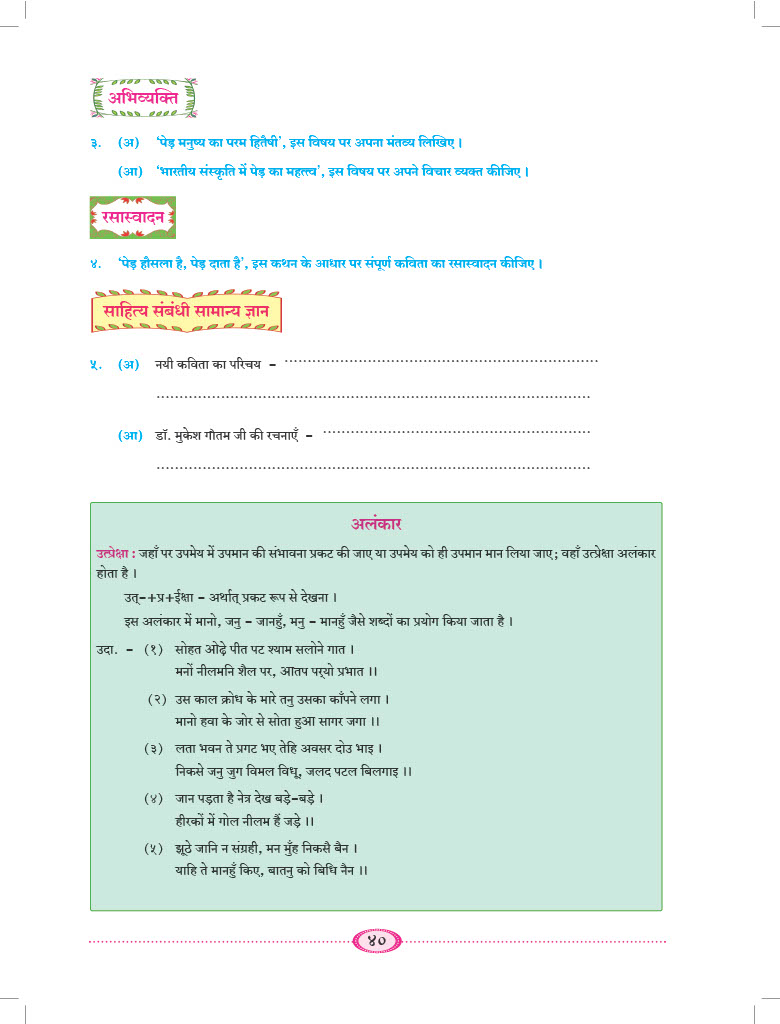 अभिव्यक्ति
३. (अ) ‘पेड़ मनुष्य का परम हितैषी’, इस विषय पर अपना मंतव्य लिखिए ।
(आ) ‘भारतीय संस्कृति में पेड़ का महत्त्व’, इस विषय पर अपने विचार व्यक्त कीजिए ।
रसास्वादन
४. ‘पेड़ हौसला है, पेड़ दाता है’, इस कथन के आधार पर संपूर्ण कविता का रसास्वादन कीजिए ।
साहित्य संबंधी सामान्य ज्ञान
५. (अ) नयी कविता का परिचय – ....................................................................
..............................................................................................
(आ) डॉ. मुकेश गौतम जी की रचनाएँ – ..........................................................
..............................................................................................
अलंकार
उत्प्रेक्षा : जहाँ पर उपमेय में उपमान की संभावना प्रकट की जाए या उपमेय को ही उपमान मान लिया जाए ; वहाँ उत्प्रेक्षा अलंकार
होता है ।
उत्–+प्र+ईक्षा – अर्थात् प्रकट रूप से देखना ।
इस अलंकार में मानो, जनु – जानहुँ, मनु – मानहुँ जैसे शब्दों का प्रयोग किया जाता है ।
उदा. – (१) सोहत ओढ़े पीत पट श्याम सलोने गात ।
मनों नीलमनि शैल पर, आतप पर्‌यो प्रभात ।।
(२) उस काल क्रोध के मारे तनु उसका काँपने लगा ।
मानो हवा के जोर से सोता हुआ सागर जगा ।।
(३) लता भवन ते प्रगट भए तेहि अवसर दोउ भाइ ।
निकसे जनु जुग विमल विधू, जलद पटल बिलगाइ ।।
(४) जान पड़ता है नेत्र देख बड़े–बड़े ।
हीरकों में गोल नीलम हैं जड़े ।।
(५) झूठे जानि न संग्रही, मन मुँह निकसै बैन ।
याहि ते मानहुँ किए, बातनु को बिधि नैन ।।
४०